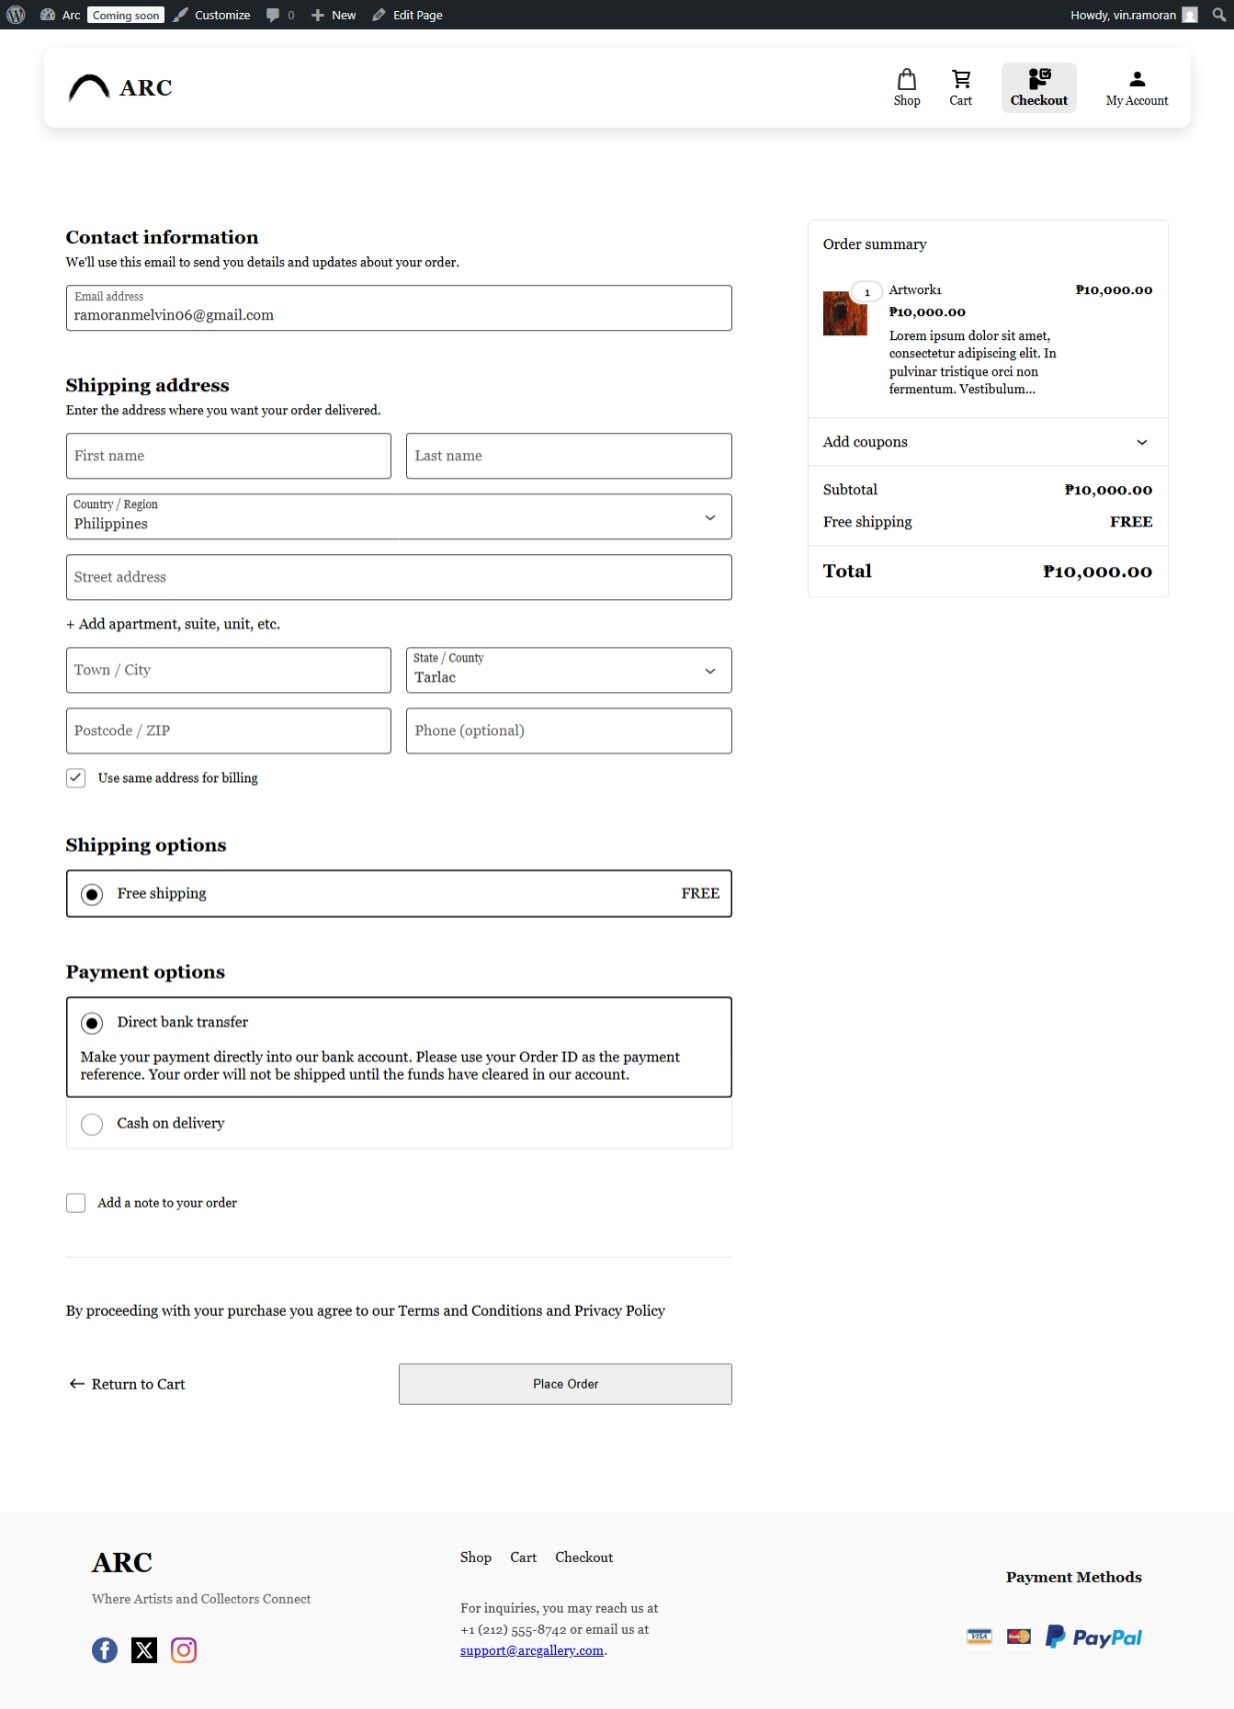 Arc Coming soon Customize 0 New Edit Page Howdy, vin.ramoran
ARC
Shop Cart Checkout My Account
Contact information
We'll use this email to send you details and updates about your order.
Email address
ramoranmelvin06@gmail.com
Shipping address
Enter the address where you want your order delivered.
First name Last name
Country / Region
Philippines
Street address
+ Add apartment, suite, unit, etc.
Town / City
State / County
Tarlac
Postcode / ZIP Phone (optional)
Use same address for billing
Shipping options
Free shipping FREE
Payment options
Direct bank transfer
Make your payment directly into our bank account. Please use your Order ID as the payment
reference. Your order will not be shipped until the funds have cleared in our account.
Cash on delivery
Add a note to your order
By proceeding with your purchase you agree to our Terms and Conditions and Privacy Policy
Return to Cart Place Order
Order summary
1 Artwork1 ₱10,000.00
₱10,000.00
Lorem ipsum dolor sit amet,
consectetur adipiscing elit. In
pulvinar tristique orci non
fermentum. Vestibulum...
Add coupons
Subtotal ₱10,000.00
Free shipping FREE
Total ₱10,000.00
ARC
Where Artists and Collectors Connect
Shop Cart Checkout
For inquiries, you may reach us at
+1 (212) 555-8742 or email us at
support@arcgallery.com.
Payment Methods
VISA PayPal